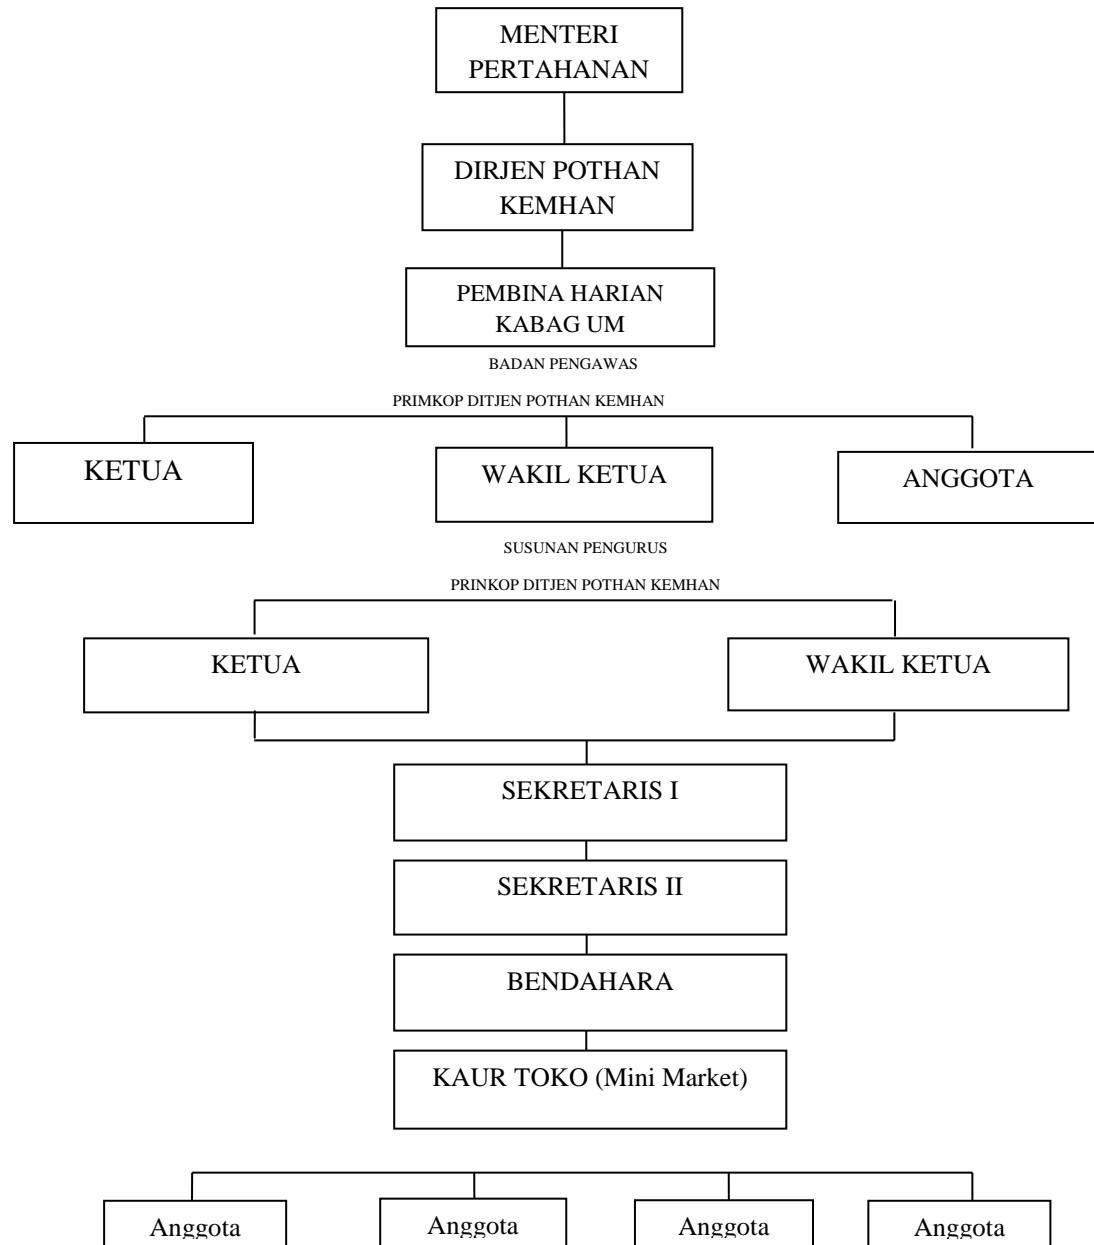 MENTERI
PERTAHANAN
DIRJEN POTHAN
KEMHAN
PEMBINA HARIAN
KABAG UM
BADAN PENGAWAS
PRIMKOP DITJEN POTHAN KEMHAN
KETUA
WAKIL KETUA
ANGGOTA
SUSUNAN PENGURUS
PRINKOP DITJEN POTHAN KEMHAN
KETUA
WAKIL KETUA
SEKRETARIS I
SEKRETARIS II
BENDAHARA
KAUR TOKO (Mini Market)
Anggota
Anggota
Anggota
Anggota